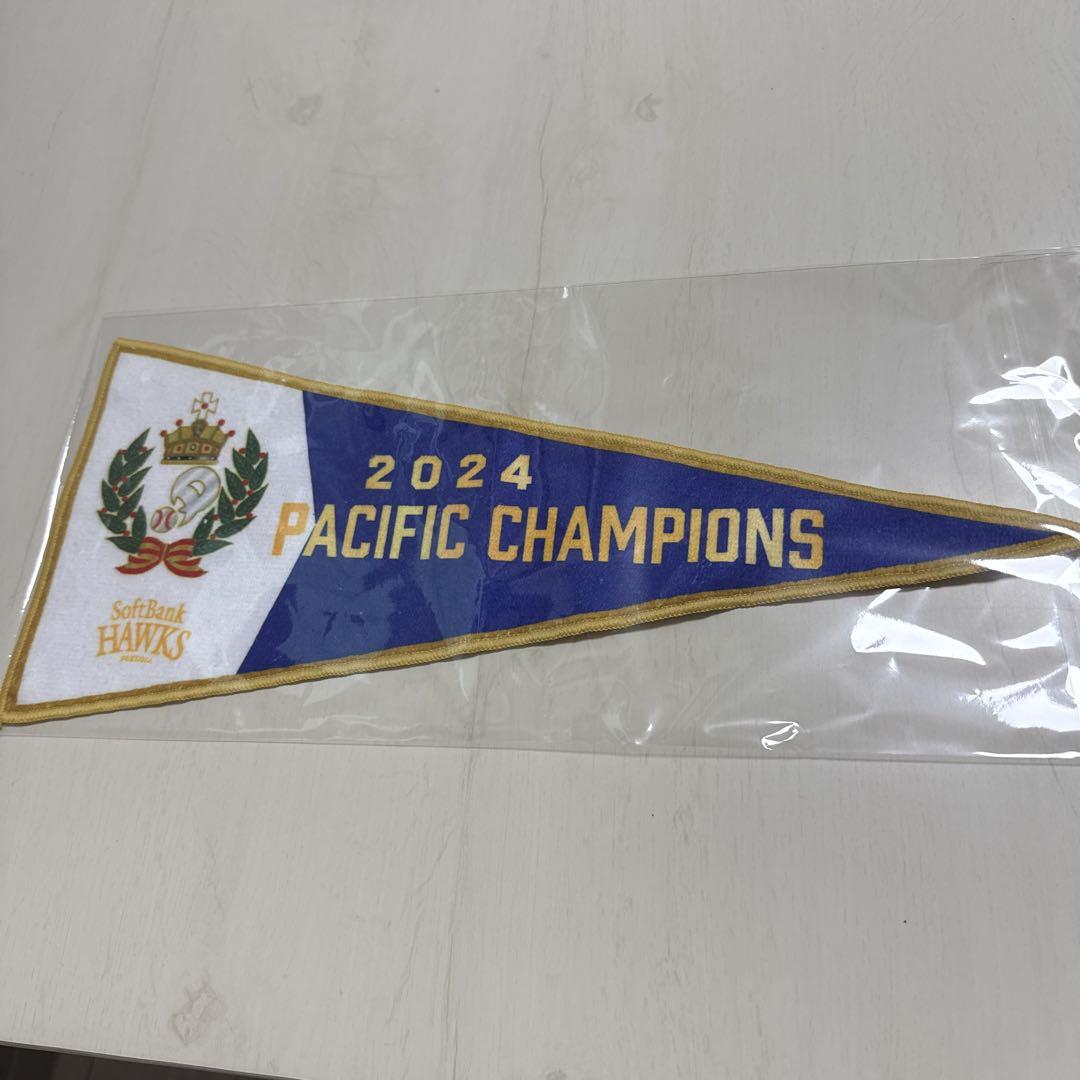 2024
PACIFIC CHAMPIONS
SoftBank
HAWKS